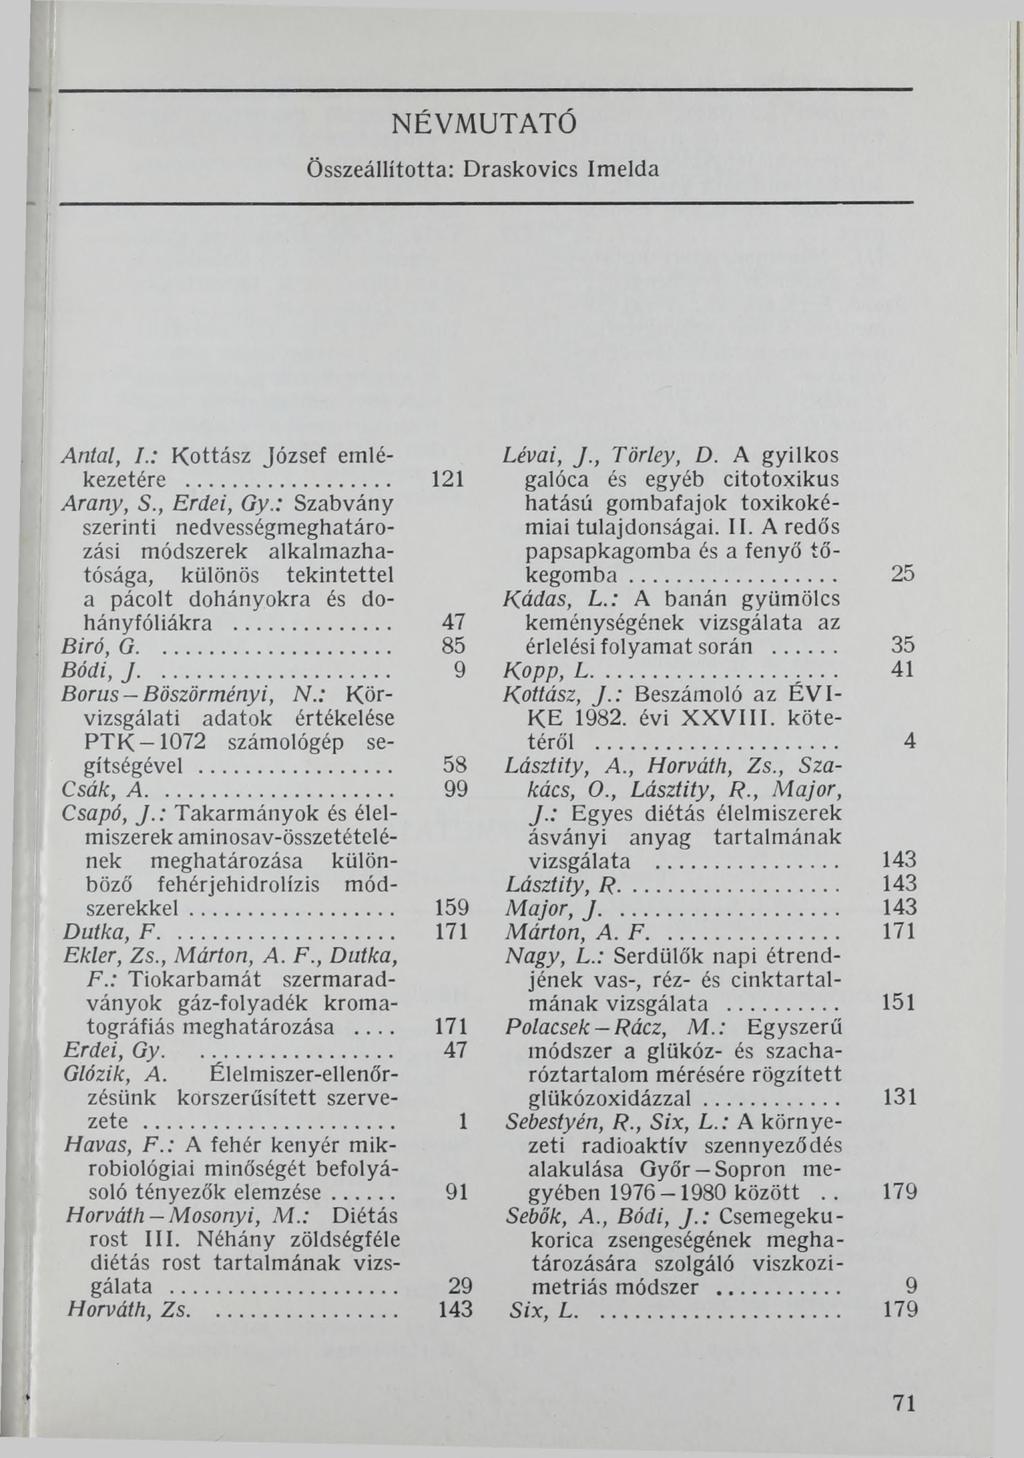 NÉVMUTATÓ
Összeállította: Draskovics Imelda
Antal, I.: Kottász József emlé-
kezetére ................. 121
Arany, S., Erdei, Gy.: Szabvány
szerinti nedvességmeghatáro-
zási módszerek alkalmazha-
tósága, különös tekintettel
a pácolt dohányokra és do-
hányfóliákra .............. 47
Biró, G. .................... 85
Bódi, J. .................... 9
Borus — Böszörményi, N.: Kör-
vizsgálati adatok értékelése
PTK — 1072 számológép se-
gítségével ................. 58
Csák, A. .................... 99
Csapó, J.: Takarmányok és élel-
miszerek aminosav-összetételé-
nek meghatározása külön-
böző fehérjehidrolízis mód-
szerekkel .................. 159
Dutka, F. ................... 171
Ekler, Zs., Márton, A. F., Dutka,
F.: Tiokarbamát szermarad-
ványok gáz-folyadék kroma-
tográfiás meghatározása .... 171
Erdei, Gy. .................. 47
Glózik, A. Élelmiszer-ellenőr-
zésünk korszerűsített szerve-
zete ...................... 1
Havas, F.: A fehér kenyér mik-
robiológiai minőségét befolyá-
soló tényezők elemzése ...... 91
Horváth — Mosonyi, M.: Diétás
rost III. Néhány zöldségféle
diétás rost tartalmának vizs-
gálata .................... 29
Horváth, Zs. ................ 143
Lévai, J., Törley, D. A gyilkos
galóca és egyéb citotoxikus
hatású gombafajok toxikoké-
miai tulajdonságai. II. A redős
papsapkagomba és a fenyő tő-
kegomba .................. 25
Kádas, L.: A banán gyümölcs
keménységének vizsgálata az
érlelési folyamat során ...... 35
Kopp, L. .................... 41
Kottász, J.: Beszámoló az ÉVI-
KE 1982. évi XXVIII. köte-
téről ..................... 4
Lásztity, A., Horváth, Zs., Sza-
kács, O., Lásztity, R., Major,
J.: Egyes diétás élelmiszerek
ásványi anyag tartalmának
vizsgálata ................ 143
Lásztity, R. ................. 143
Major, J. .................... 143
Márton, A. F. ................ 171
Nagy, L.: Serdülők napi étrend-
jének vas-, réz- és cinktartal-
mának vizsgálata .......... 151
Polacsek — Rácz, M.: Egyszerű
módszer a glükóz- és szacha-
róztartalom mérésére rögzített
glükózoxidázzal ............ 131
Sebestyén, R., Six, L.: A környe-
zeti radioaktív szennyeződés
alakulása Győr — Sopron me-
gyében 1976 — 1980 között .. 179
Sebők, A., Bódi, J.: Csemegeku-
korica zsengeségének megha-
tározására szolgáló viszkozi-
metriás módszer ........... 9
Six, L. ...................... 179
71